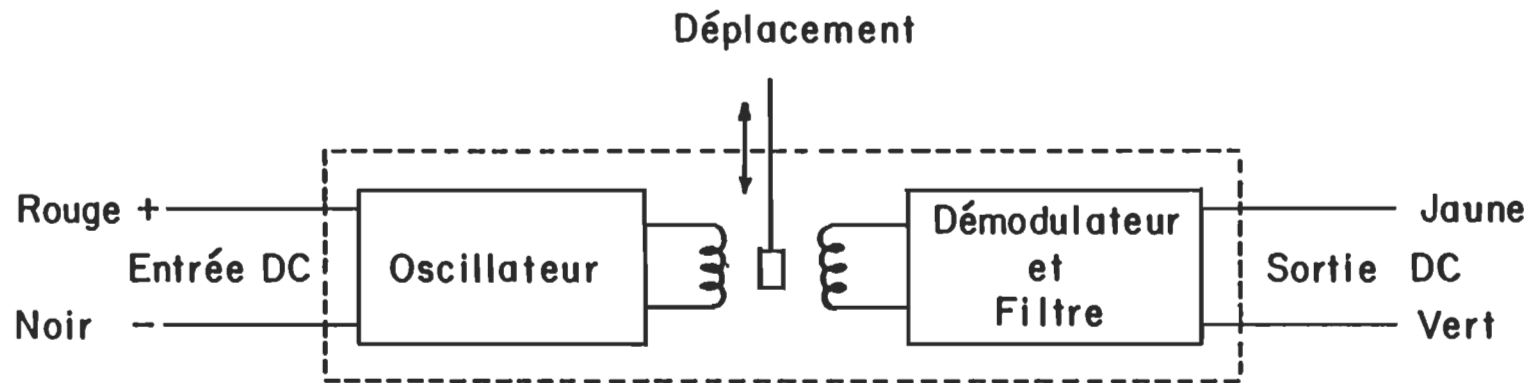 Déplacement
Rouge +
Entrée DC
Noir -
Oscillateur
Démodulateur
et
Filtre
Jaune
Sortie DC
Vert